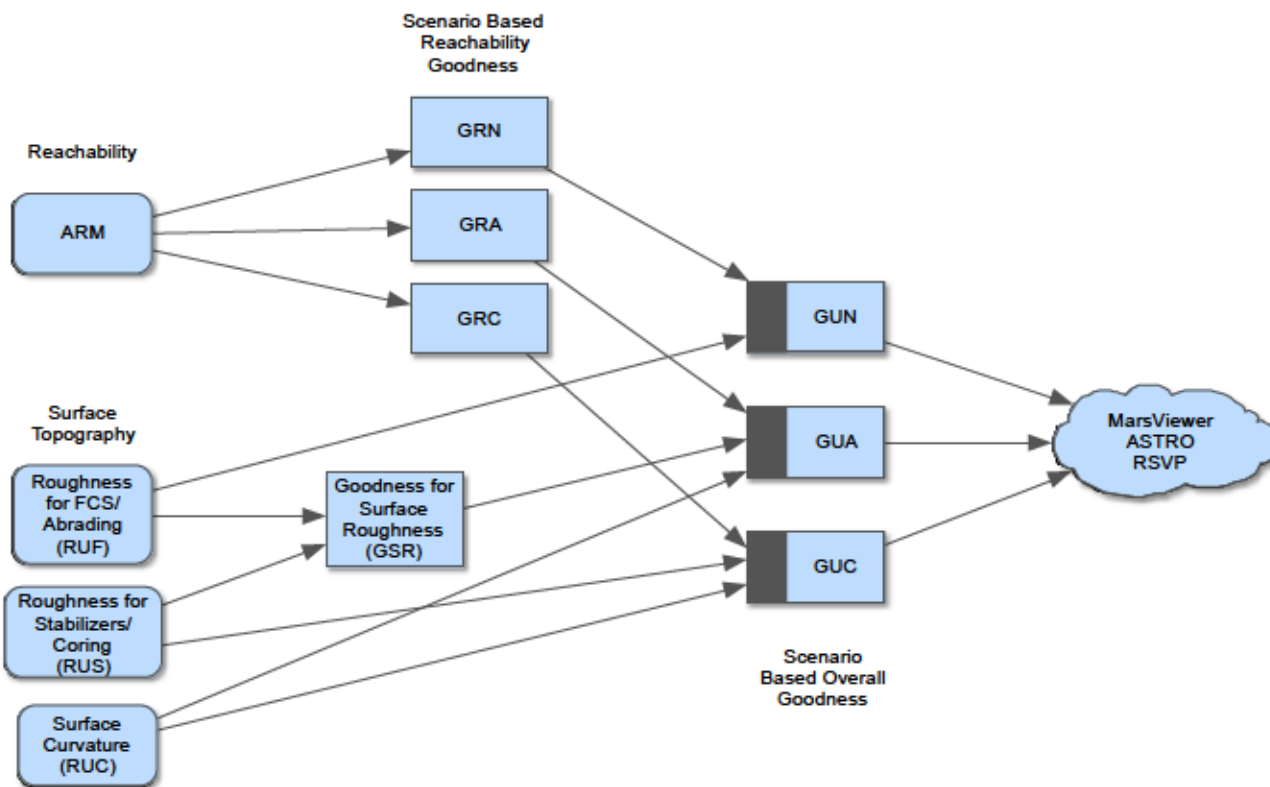 Scenario Based
Reachability
Goodness
GRN
Reachability
ARM
GRA
GRC
GUN
Surface
Topography
Roughness
for FCS/
Abrading
(RUF)
Goodness for
Surface
Roughness
(GSR)
GUA
MarsViewer
ASTRO
RSVP
Roughness for
Stabilizers/
Coring
(RUS)
GUC
Scenario
Based Overall
Goodness
Surface
Curvature
(RUC)